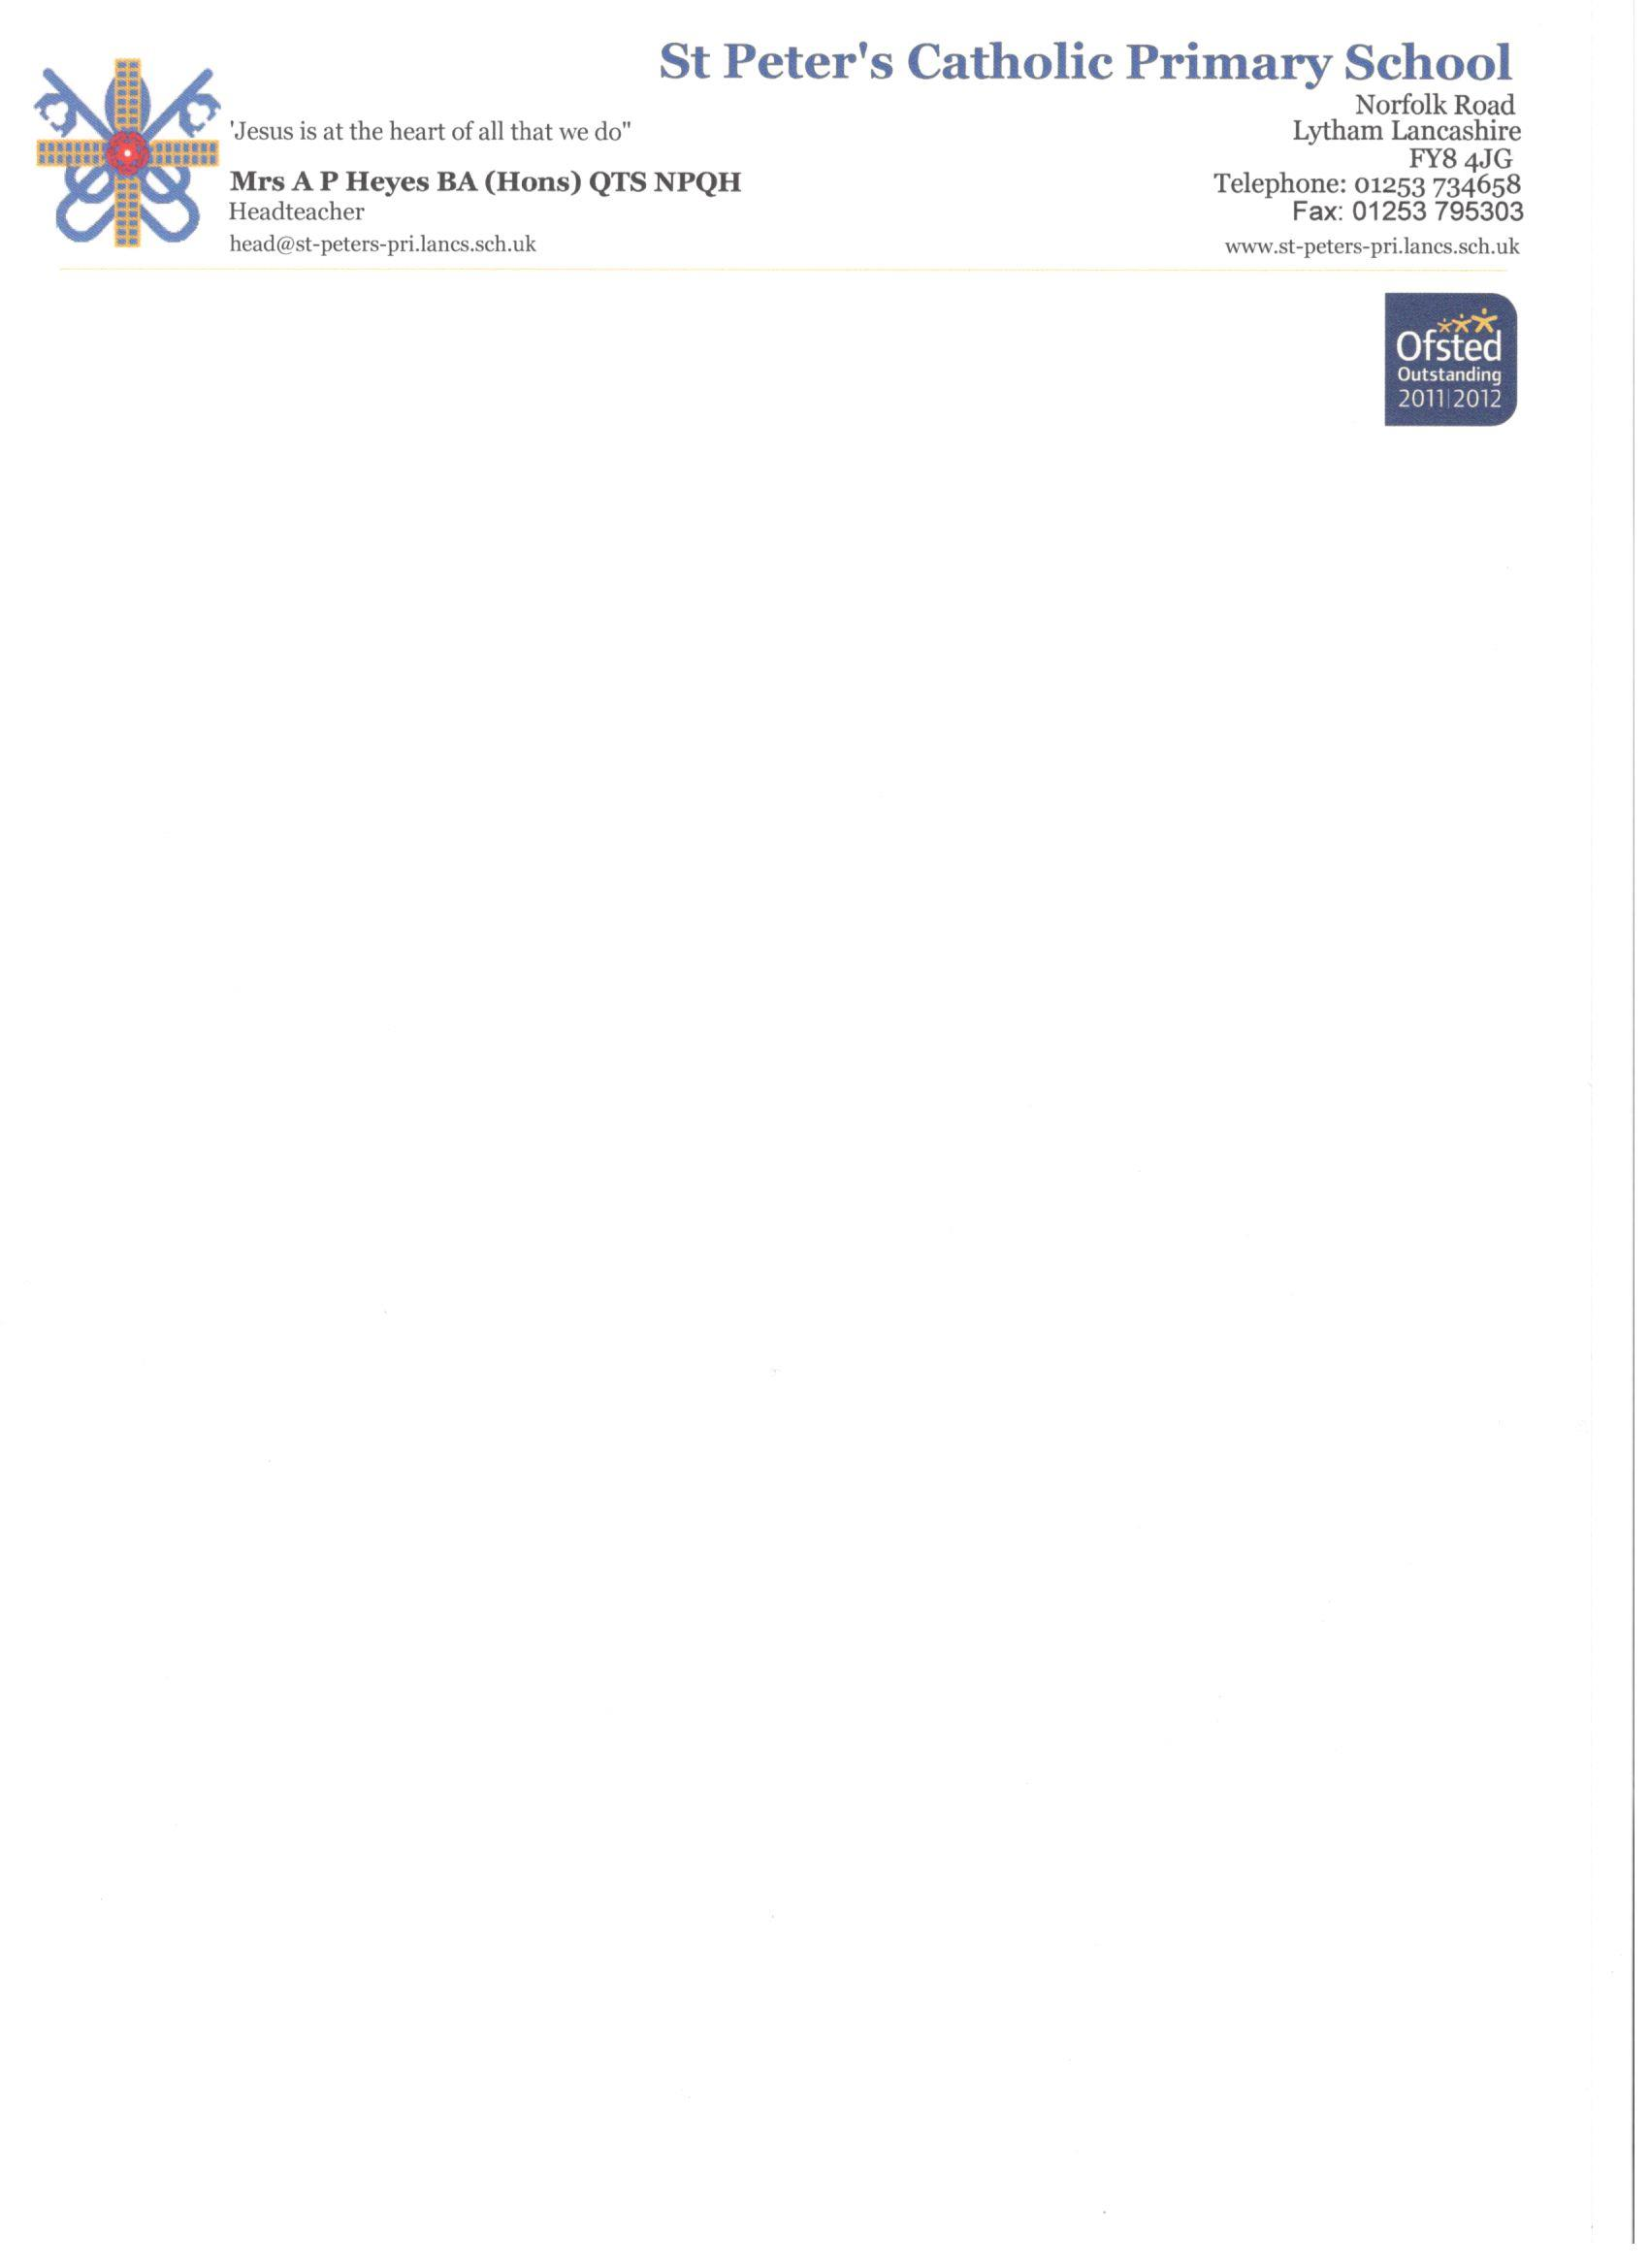 St Peter's Catholic Primary School
Norfolk Road
Lytham Lancashire
FY8 4JG
Telephone: 01253 734658
Fax: 01253 795303
www.st-peters-pri.lancs.sch.uk
'Jesus is at the heart of all that we do"
Mrs A P Heyes BA (Hons) QTS NPQH
Headteacher
head@st-peters-pri.lancs.sch.uk
Ofsted
Outstanding
2011|2012